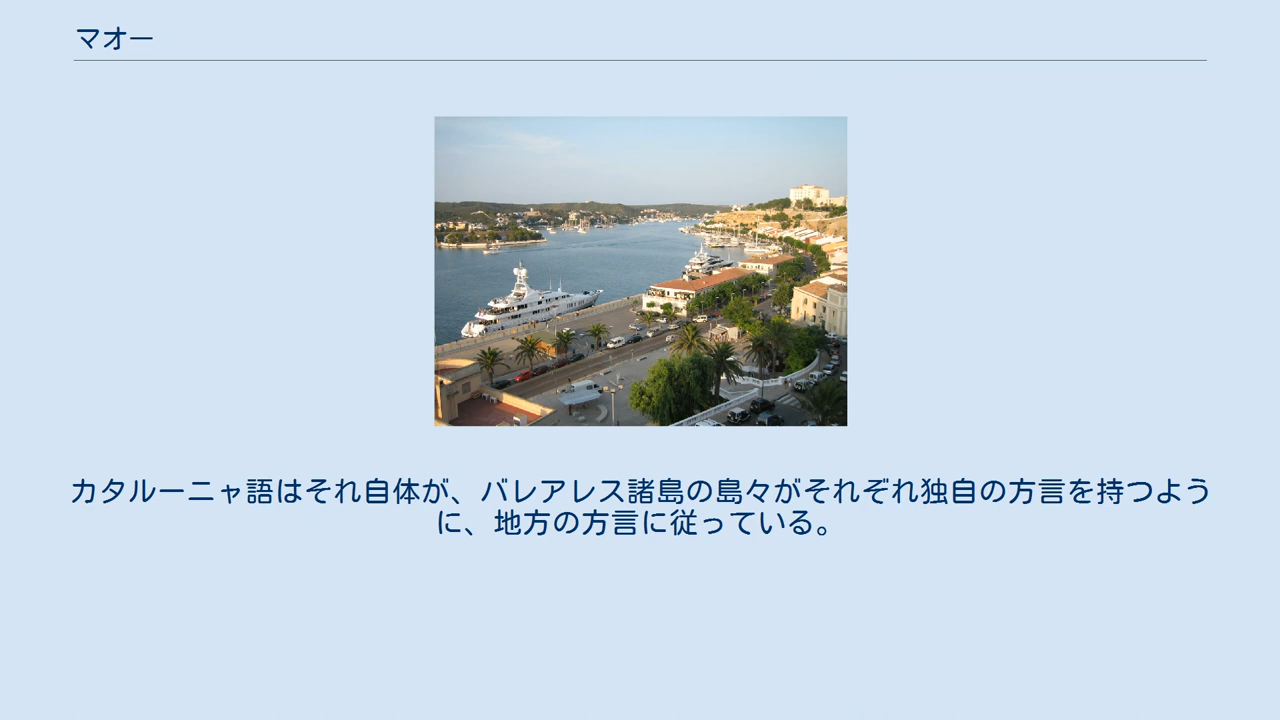 マオー
カタルーニャ語はそれ自体が、バレアレス諸島の島々がそれぞれ独自の方言を持つよう
に、地方の方言に従っている。